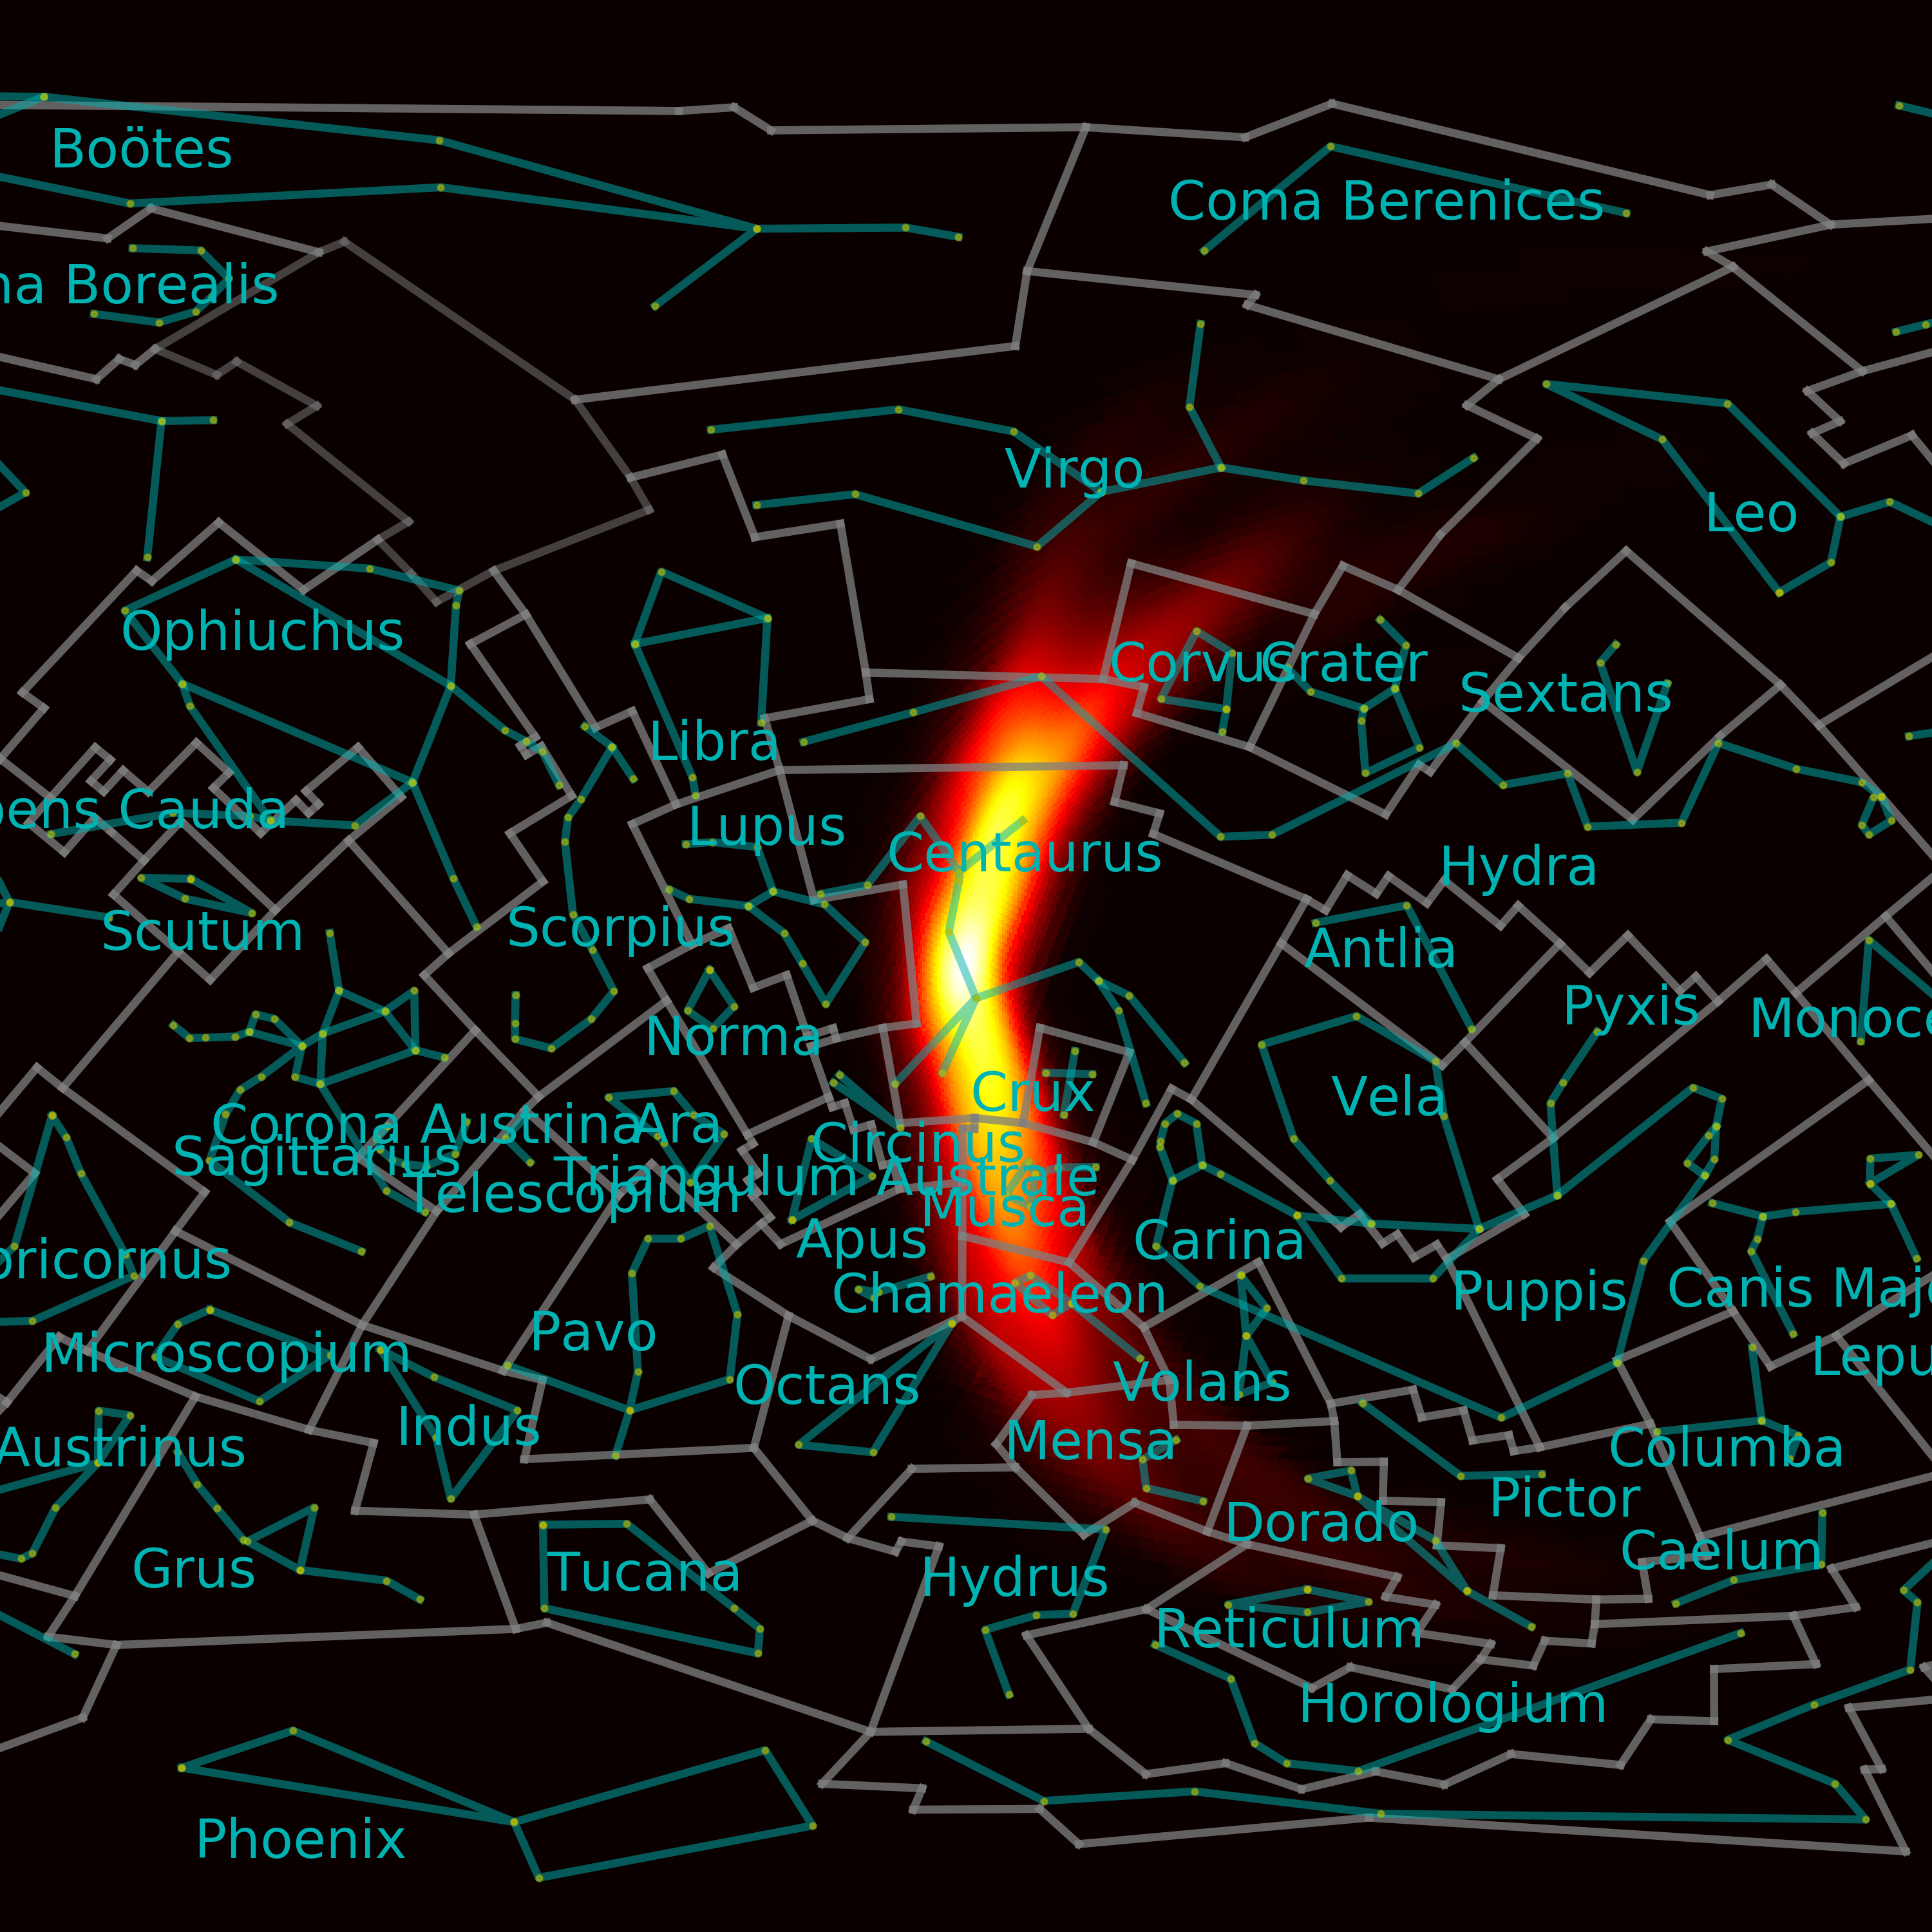 Boötes
Coma Berenices
na Borealis
Virgo
Leo
Ophiuchus
Corvus
Crater
Sextans
Libra
pens Cauda
Lupus
Centaurus
Hydra
Scutum
Scorpius
Antlia
Pyxis
Monoce
Norma
Crux
Vela
Corona Austrina
Ara
Circinus
Sagittarius
Triangulum Australe
Telescopium
Musca
Apus
Carina
pricornus
Chamaeleon
Puppis
Canis Majo
Pavo
Microscopium
Lepu
Octans
Volans
Indus
Mensa
Austrinus
Columba
Pictor
Dorado
Caelum
Grus
Tucana
Hydrus
Reticulum
Horologium
Phoenix